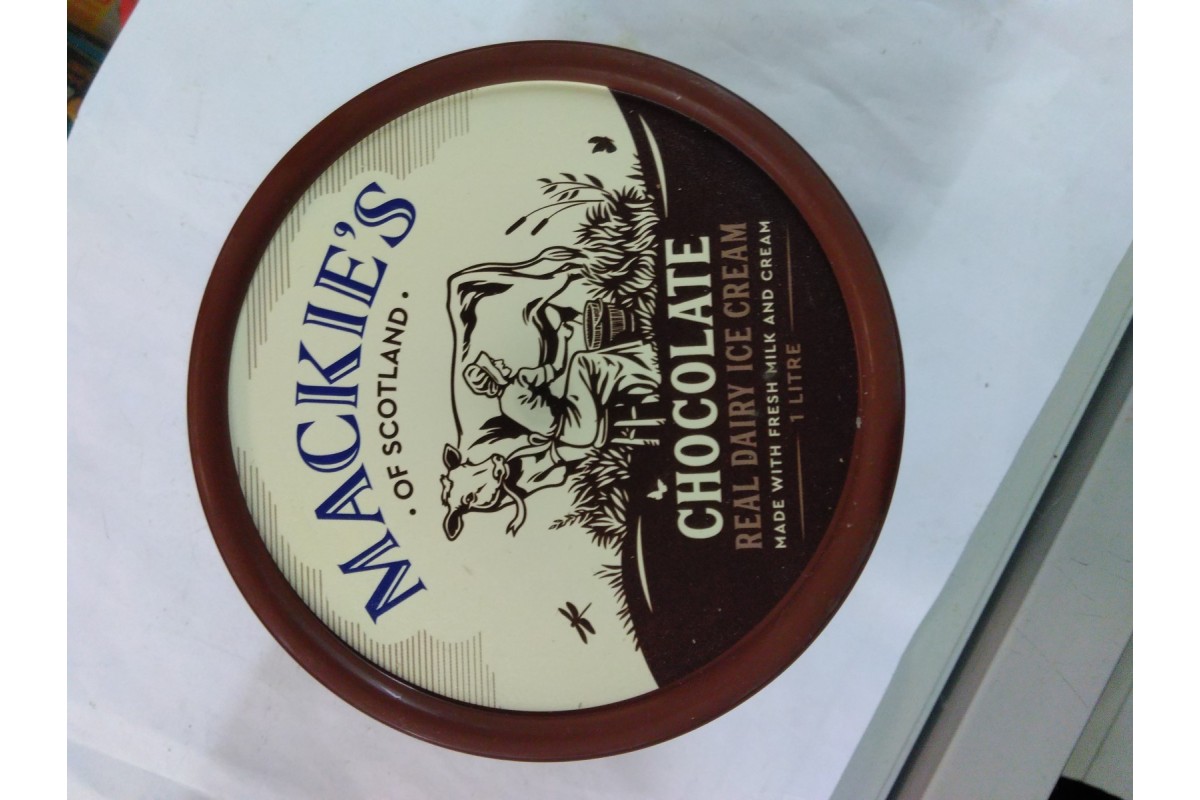 MACKIE'S
. OF SCOTLAND .
CHOCOLATE
REAL DAIRY ICE CREAM
MADE WITH FRESH MILK AND CREAM
1 LITRE